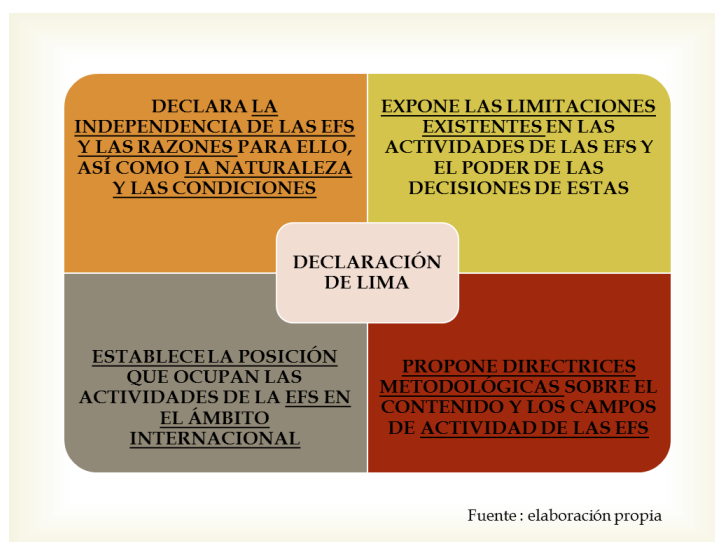 DECLARA LA
INDEPENDENCIA DE LAS EFS
Y LAS RAZONES PARA ELLO,
ASÍ COMO LA NATURALEZA
Y LAS CONDICIONES
EXPONE LAS LIMITACIONES
EXISTENTES EN LAS
ACTIVIDADES DE LAS EFS Y
EL PODER DE LAS
DECISIONES DE ESTAS
DECLARACIÓN
DE LIMA
ESTABLECE LA POSICIÓN
QUE OCUPAN LAS
ACTIVIDADES DE LA EFS EN
EL ÁMBITO
INTERNACIONAL
PROPONE DIRECTRICES
METODOLÓGICAS SOBRE EL
CONTENIDO Y LOS CAMPOS
DE ACTIVIDAD DE LAS EFS
Fuente : elaboración propia